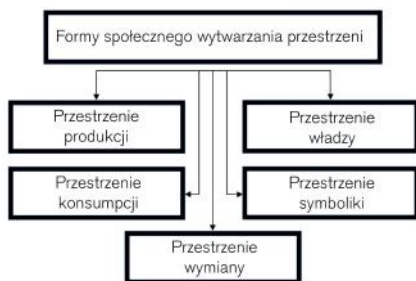 Formy społecznego wytwarzania przestrzeni
Przestrzenie
produkcji
Przestrzenie
władzy
Przestrzenie
konsumpcji
Przestrzenie
symboliki
Przestrzenie
wymiany